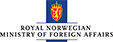 ROYAL NORWEGIAN
MINISTRY OF FOREIGN AFFAIRS